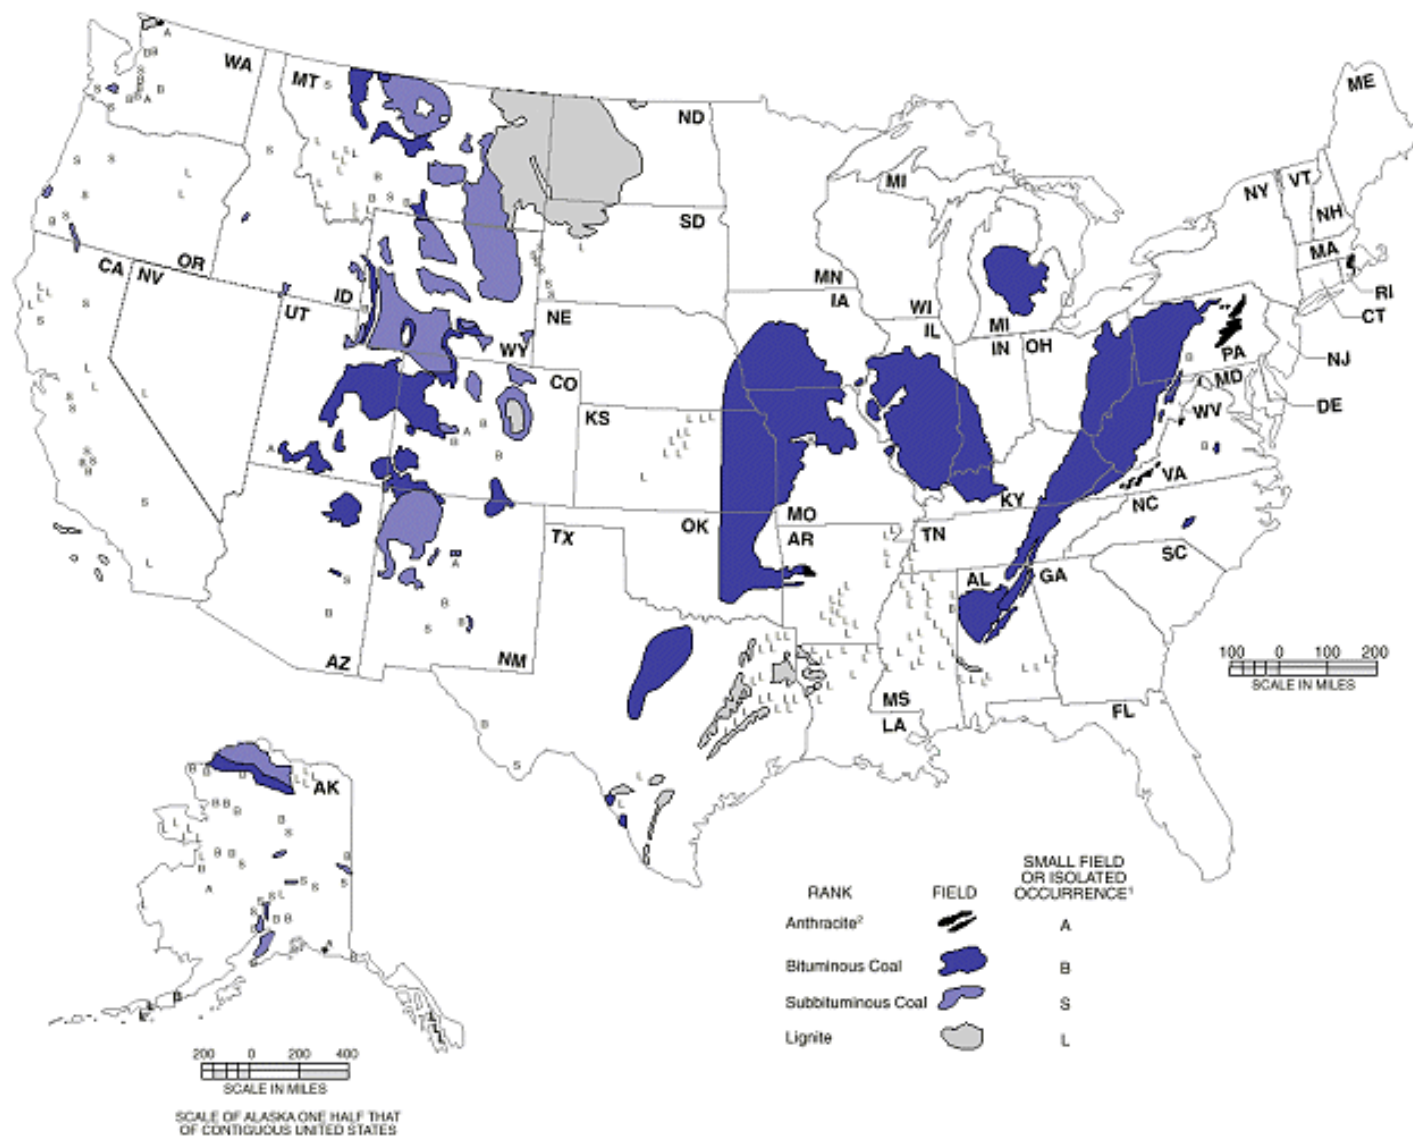 WA
MT
ND
ME
MI
NY
VT
NH
SD
MA
OR
CA
NV
ID
MN
IA
WI
RI
CT
UT
NE
WY
IL
MI
IN
OH
PA
NJ
CO
MD
DE
KS
WV
KY
VA
NC
OK
MO
AR
TN
TX
SC
AL
GA
AZ
NM
MS
LA
FL
100 0 100 200
SCALE IN MILES
AK
200 0 200 400
SCALE IN MILES
SCALE OF ALASKA ONE HALF THAT
OF CONTIGUOUS UNITED STATES
SMALL FIELD
OR ISOLATED
OCCURRENCE¹
RANK FIELD
Anthracite² A
Bituminous Coal B
Subbituminous Coal S
Lignite L